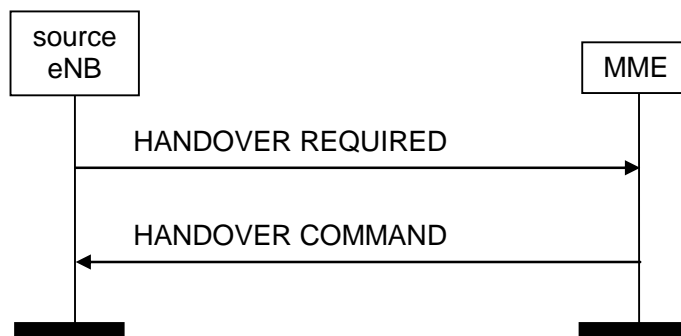 source
eNB
MME
HANDOVER REQUIRED
HANDOVER COMMAND